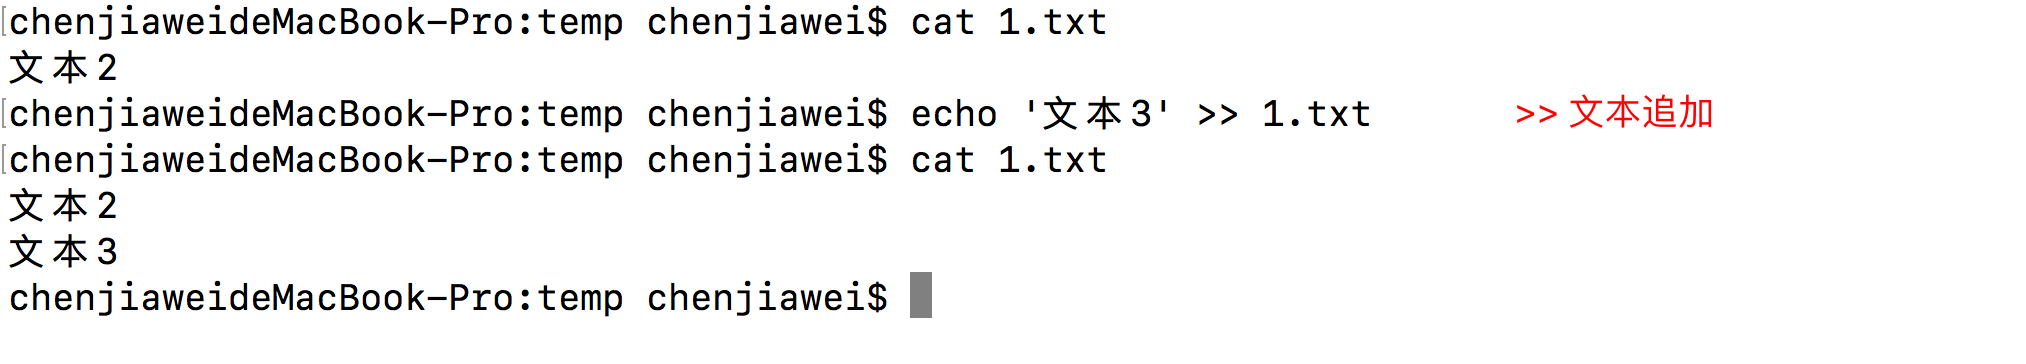 chenjiaweideMacBook-Pro:temp chenjiawei$ cat 1.txt
文本2
chenjiaweideMacBook-Pro:temp chenjiawei$ echo '文本3' >> 1.txt >> 文本追加
chenjiaweideMacBook-Pro:temp chenjiawei$ cat 1.txt
文本2
文本3
chenjiaweideMacBook-Pro:temp chenjiawei$